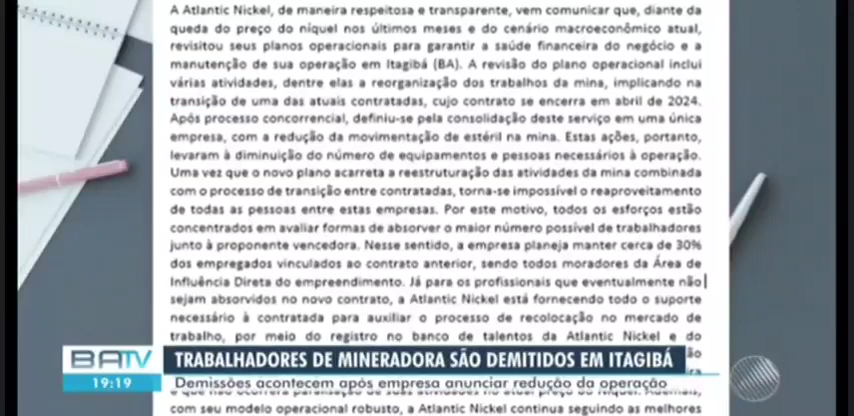 A Atlantic Nickel, de maneira respeitosa e transparente, vem comunicar que, diante da
queda do preço do níquel nos últimos meses e do cenário macroeconômico atual,
revisitou seus planos operacionais para garantir a saúde financeira do negócio e a
manutenção de sua operação em Itagibá (BA). A revisão do plano operacional inclui
várias atividades, dentre elas a reorganização dos trabalhos da mina, implicando na
transição de uma das atuais contratadas, cujo contrato se encerra em abril de 2024.
Após processo concorrencial, definiu-se pela consolidação deste serviço em uma única
empresa, com a redução da movimentação de estéril na mina. Estas ações, portanto,
levaram à diminuição do número de equipamentos e pessoas necessários à operação.
Uma vez que o novo plano acarreta a reestruturação das atividades da mina combinada
com o processo de transição entre contratadas, torna-se impossível o reaproveitamento
de todas as pessoas entre estas empresas. Por este motivo, todos os esforços estão
concentrados em avaliar formas de absorver o maior número possível de trabalhadores
junto à proponente vencedora. Nesse sentido, a empresa planeja manter cerca de 30%
dos empregados vinculados ao contrato anterior, sendo todos moradores da Área de
Influência Direta do empreendimento. Já para os profissionais que eventualmente não
sejam absorvidos no novo contrato, a Atlantic Nickel está fornecendo todo o suporte
necessário à contratada para auxiliar o processo de recolocação no mercado de
trabalho, por meio do registro no banco de talentos da Atlantic Nickel e do
BATV
TRABALHADORES DE MINERADORA SÃO DEMITIDOS EM ITAGIBÁ
19:19
Demissões acontecem após empresa anunciar redução da operação
com seu modelo operacional robusto, a Atlantic Nickel continua seguindo as melhores